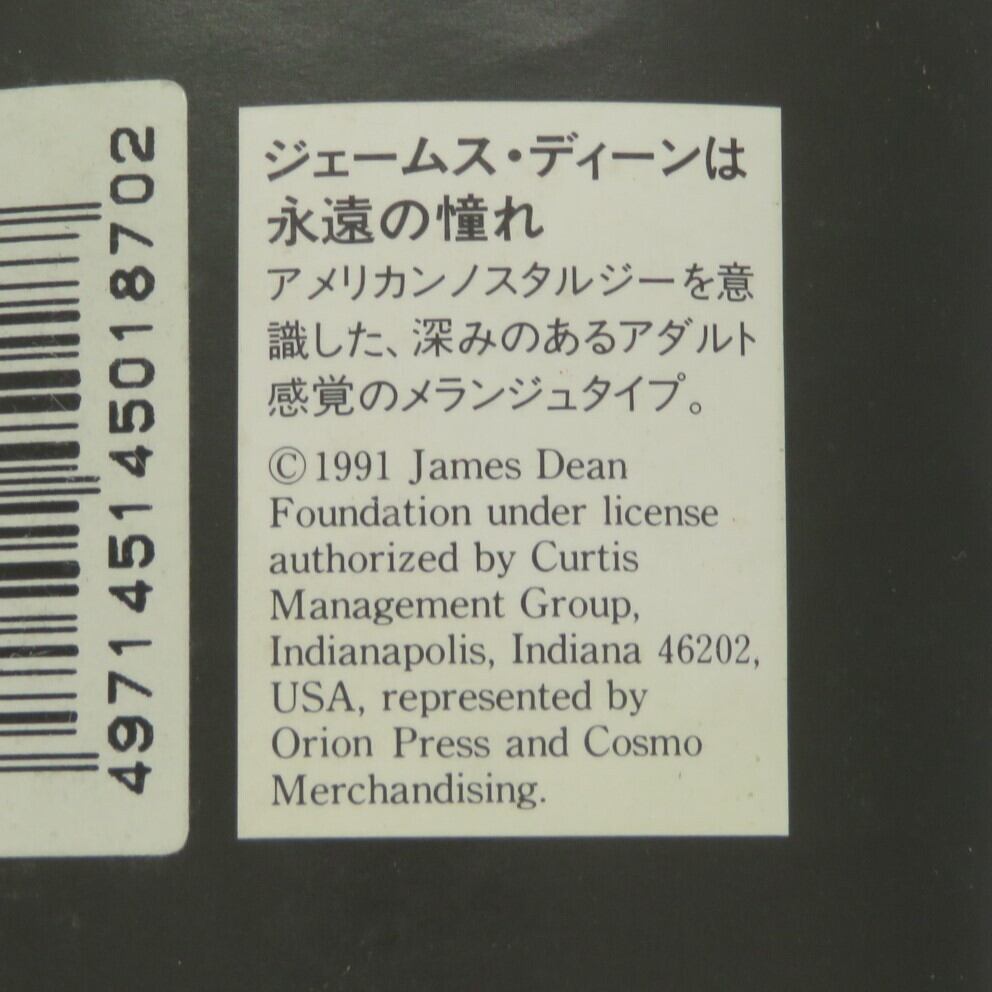 4971451450018702
ジェームス・ディーンは
永遠の憧れ
アメリカンノスタルジーを意
識した、深みのあるアダルト
感覚のメランジュタイプ。
©1991 James Dean
Foundation under license
authorized by Curtis
Management Group,
Indianapolis, Indiana 46202,
USA, represented by
Orion Press and Cosmo
Merchandising.